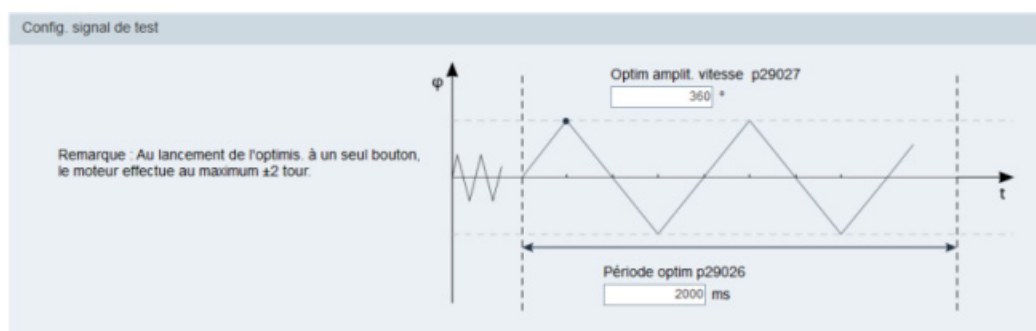 Config. signal de test
φ
Optim amplit. vitesse p29027
360 °
Remarque : Au lancement de l'optimis. à un seul bouton,
le moteur effectue au maximum ±2 tour.
t
Période optim p29026
2000 ms